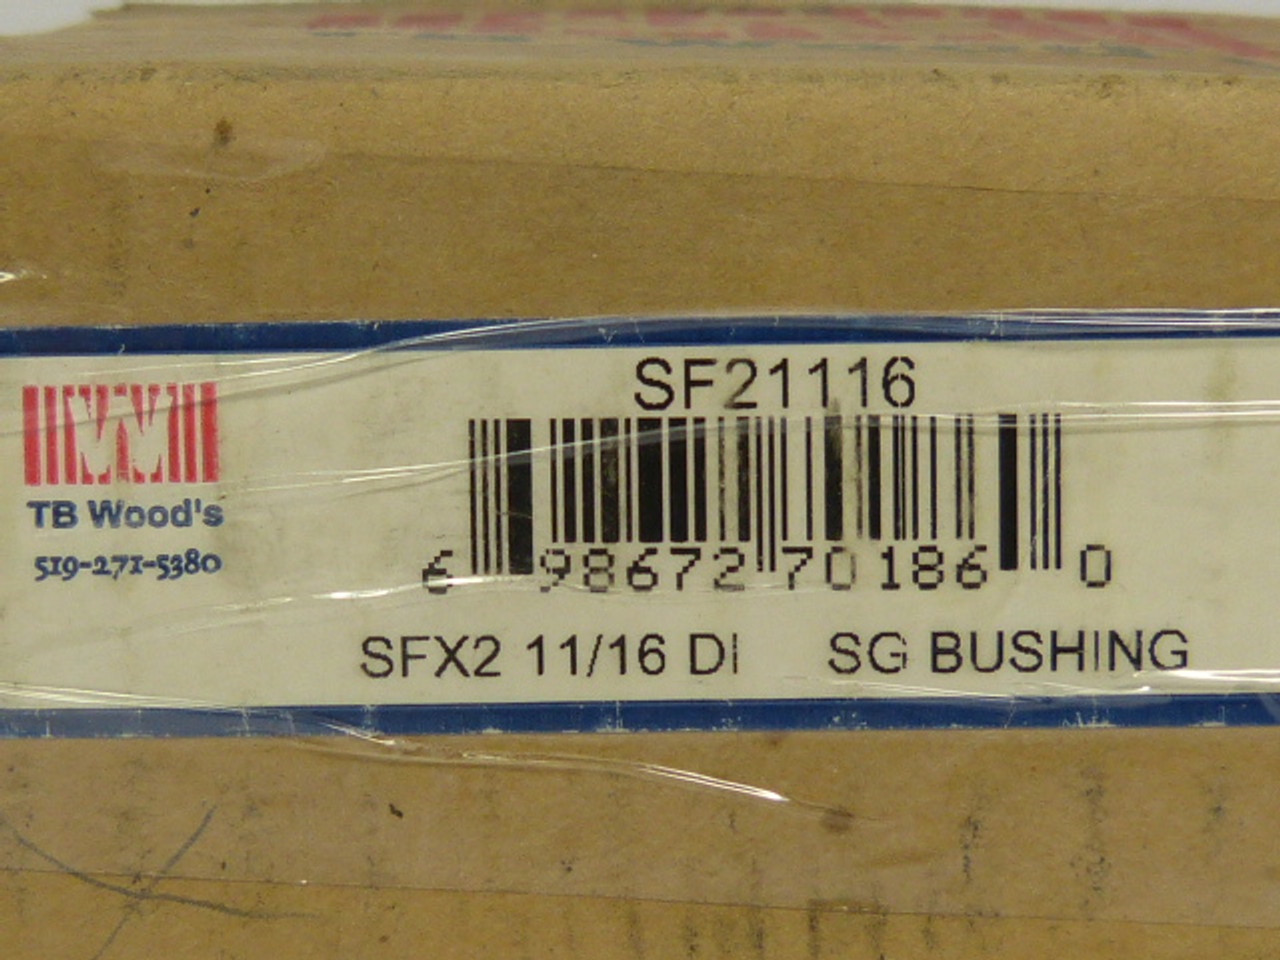 SF21116
TB Wood's
519-271-5380
6 98672 70186 0
SFX2 11/16 DI SG BUSHING